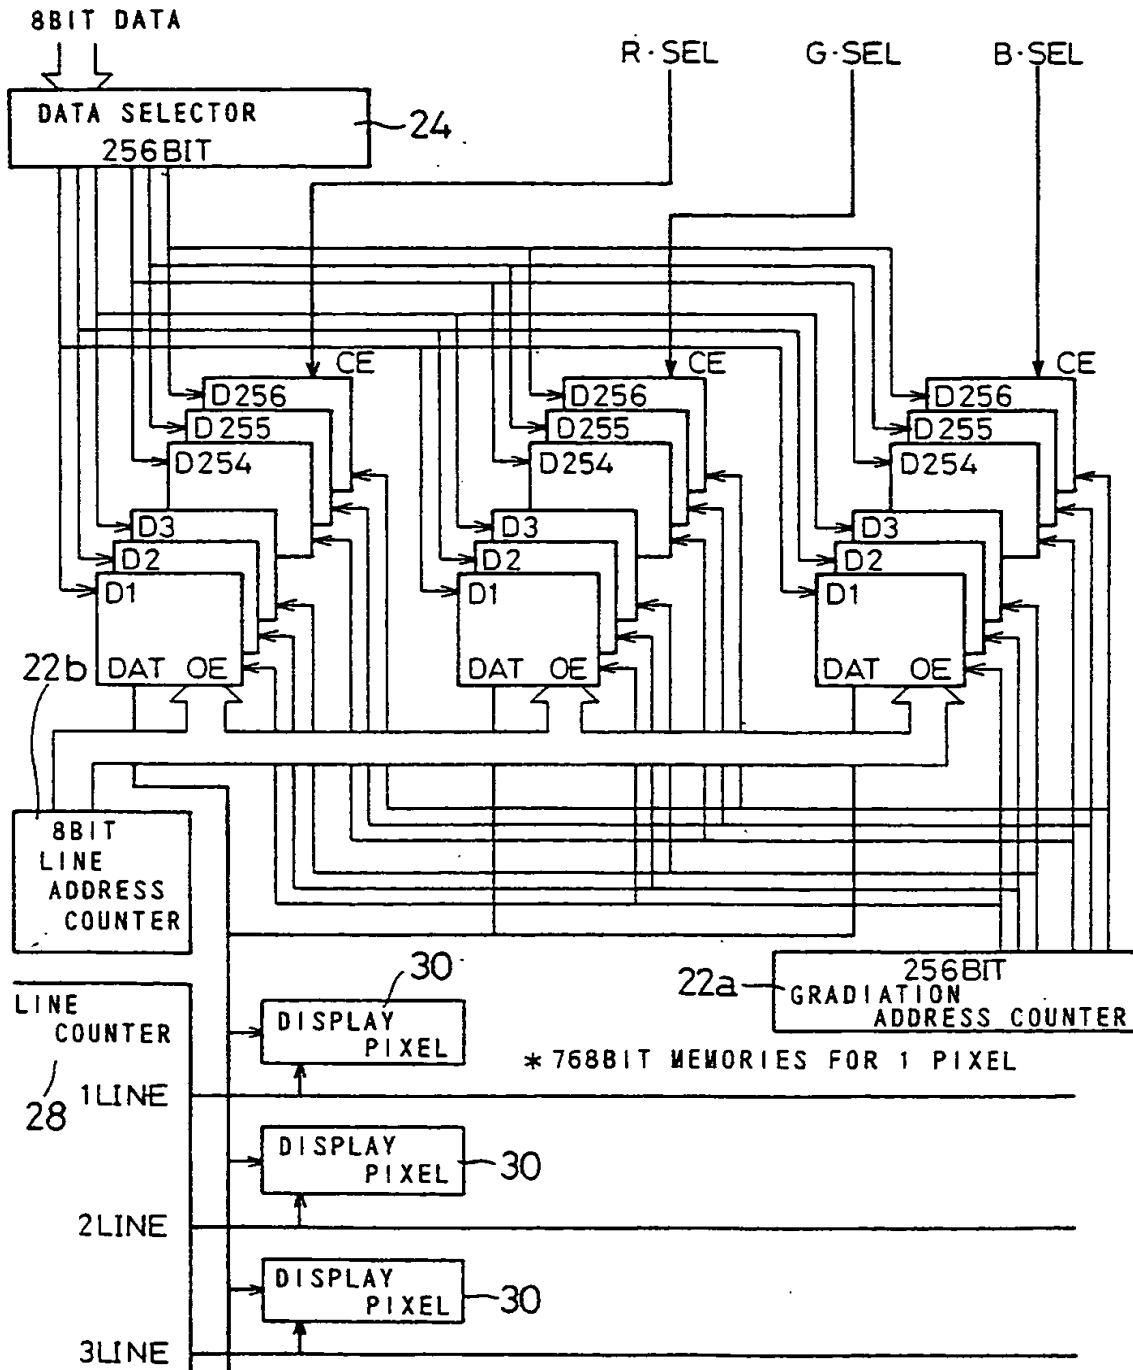 8BIT DATA
R·SEL G·SEL B·SEL
DATA SELECTOR
256BIT
24
CE CE CE
D256 D256 D256
D255 D255 D255
D254 D254 D254
D3 D3 D3
D2 D2 D2
D1 D1 D1
DAT OE DAT OE DAT OE
22b
8BIT
LINE
ADDRESS
COUNTER
256BIT
22a
GRADIATION
ADDRESS COUNTER
LINE
COUNTER
28
30
DISPLAY
PIXEL
* 768BIT MEMORIES FOR 1 PIXEL
1LINE
DISPLAY
PIXEL
30
2LINE
DISPLAY
PIXEL
30
3LINE